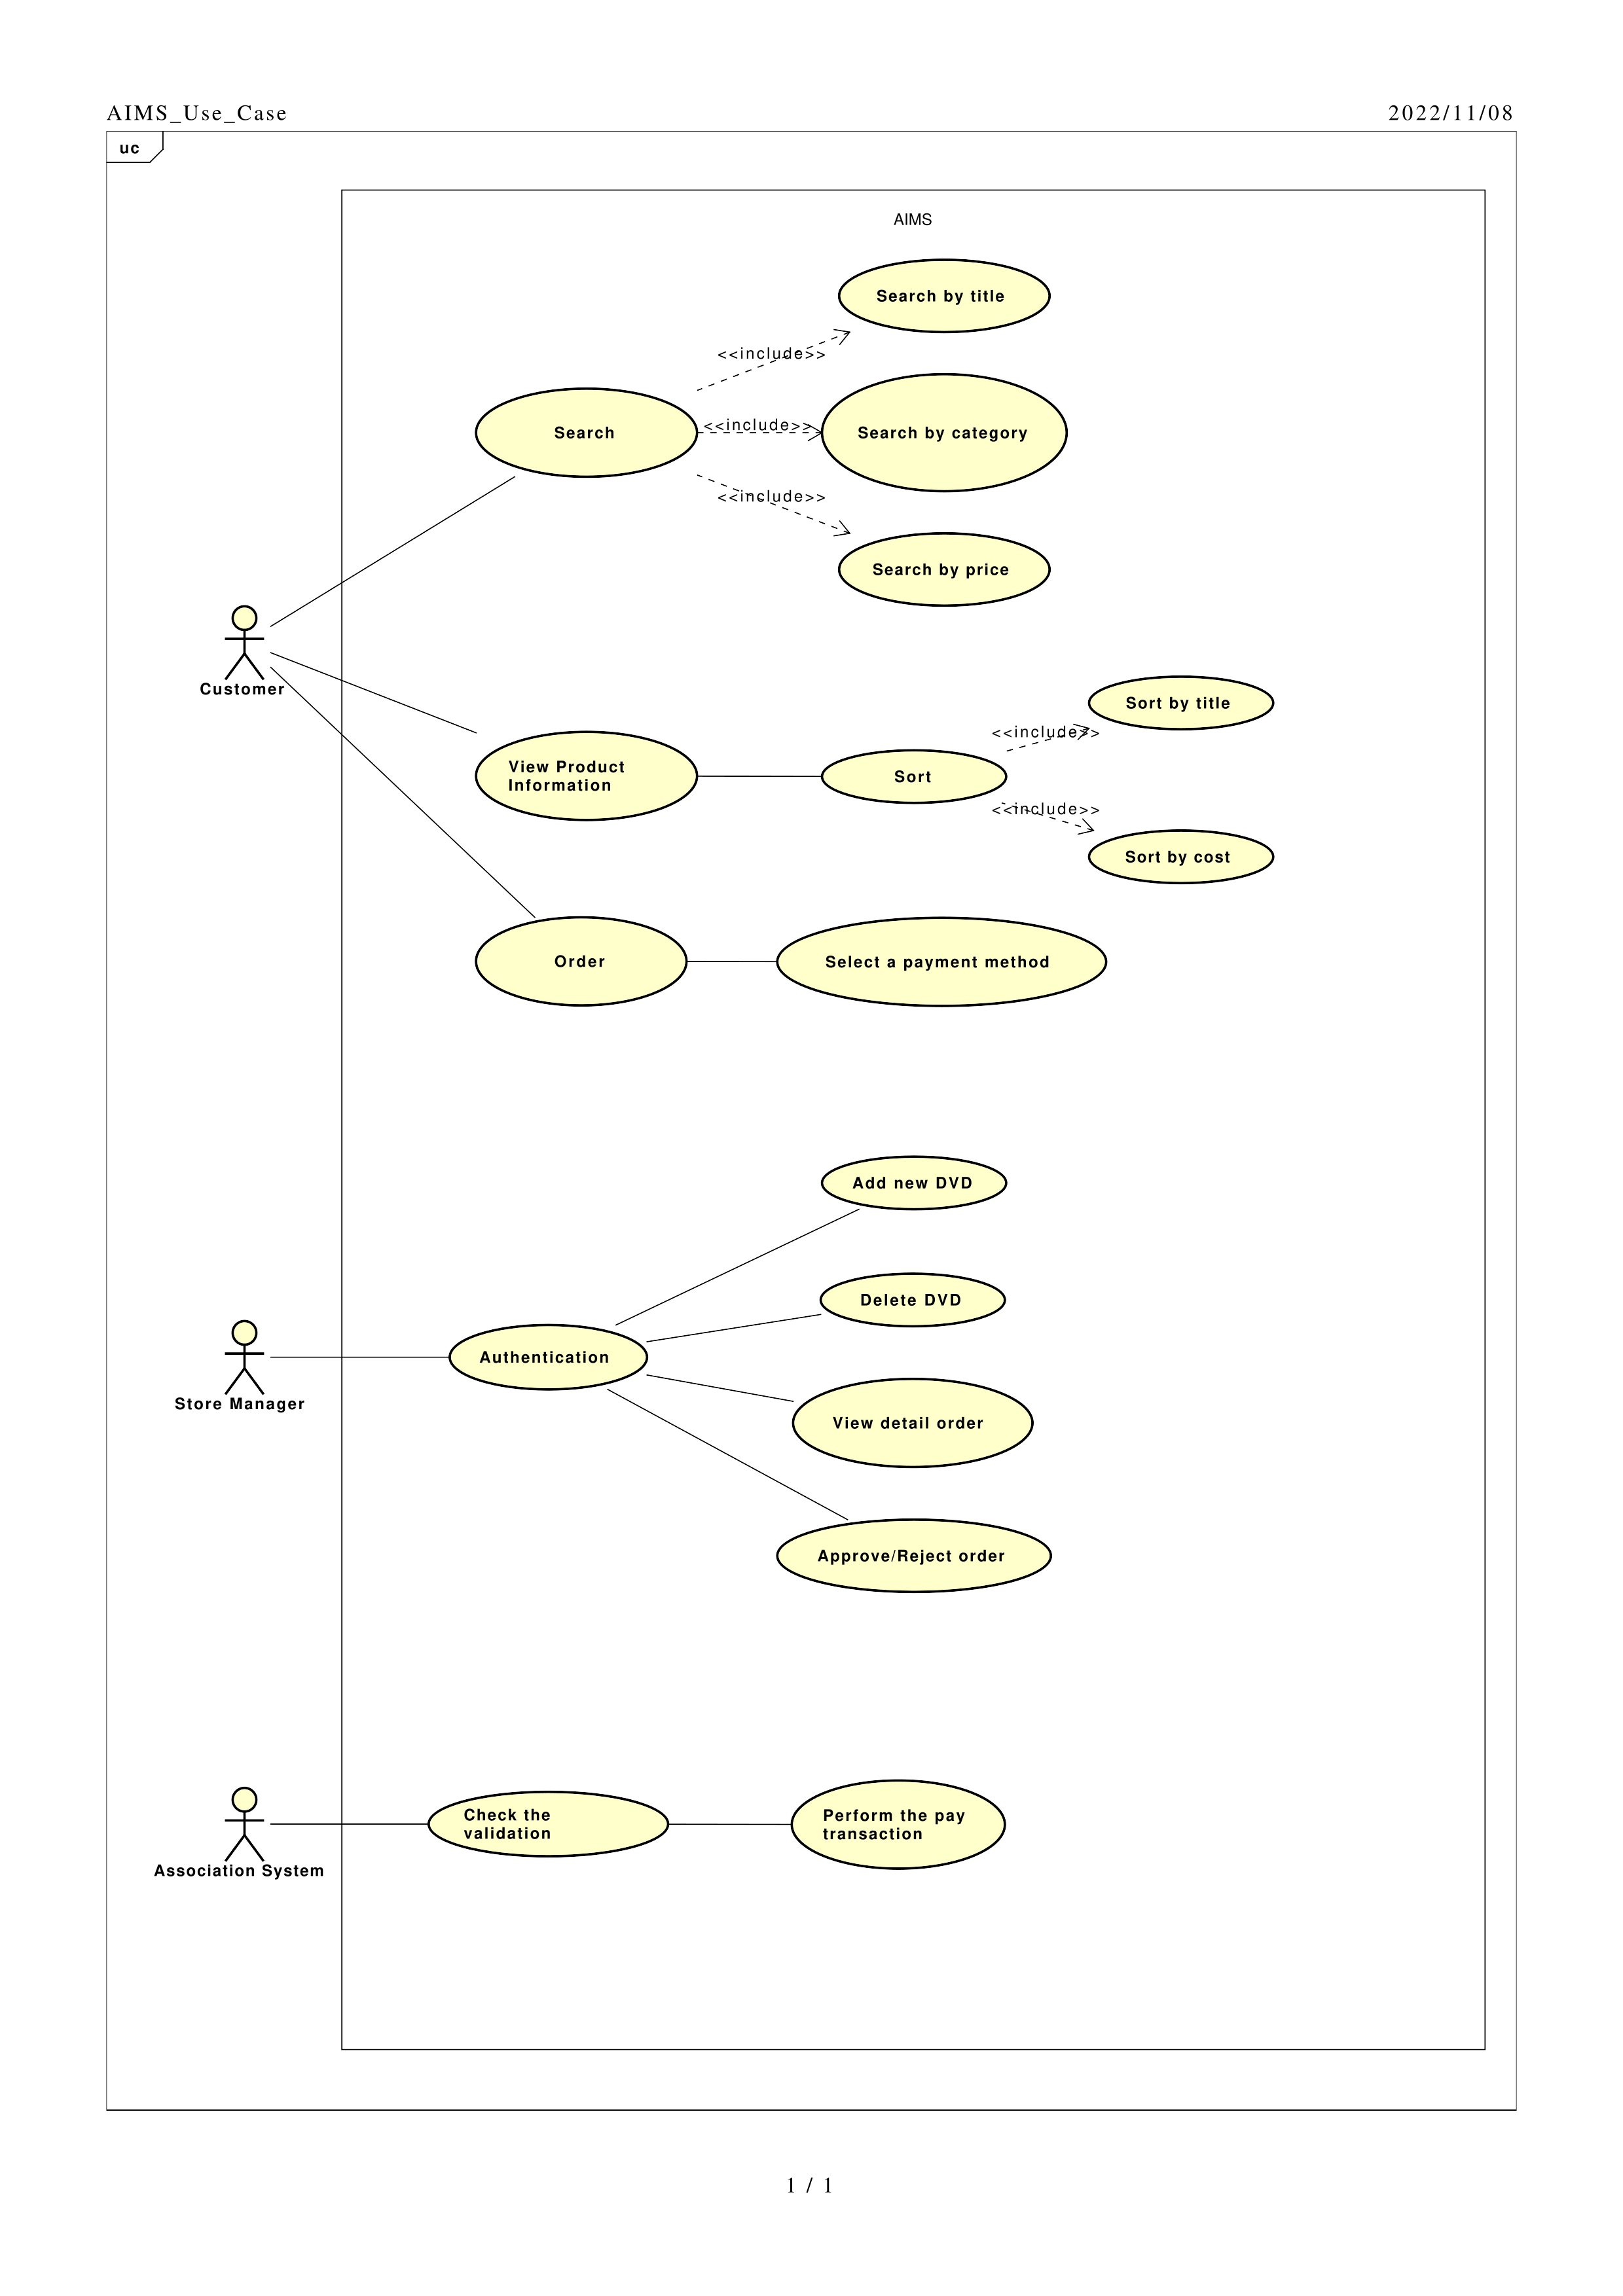 AIMS_Use_Case
2022/11/08
uc
AIMS
Search by title
<<include>>
Search
<<include>>
Search by category
<<include>>
Search by price
Customer
Sort by title
<<include>>
View Product
Information
Sort
<<include>>
Sort by cost
Order
Select a payment method
Add new DVD
Delete DVD
Authentication
Store Manager
View detail order
Approve/Reject order
Check the
validation
Perform the pay
transaction
Association System
1 / 1